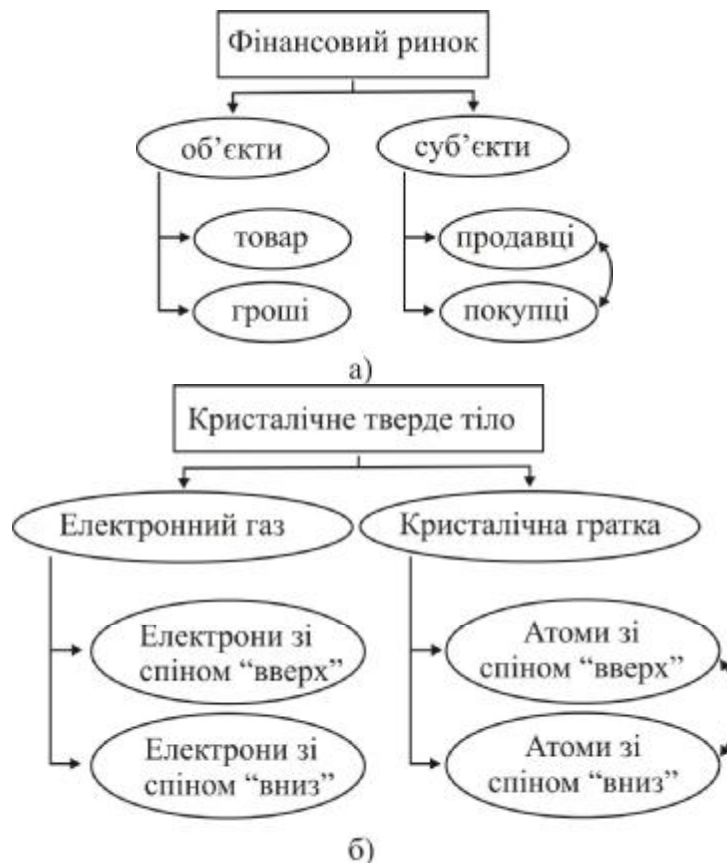 Фінансовий ринок
об’єкти
суб’єкти
товар
продавці
гроші
покупці
а)
Кристалічне тверде тіло
Електронний газ
Кристалічна гратка
Електрони зі
спіном “вверх”
Атоми зі
спіном “вверх”
Електрони зі
спіном “вниз”
Атоми зі
спіном “вниз”
б)